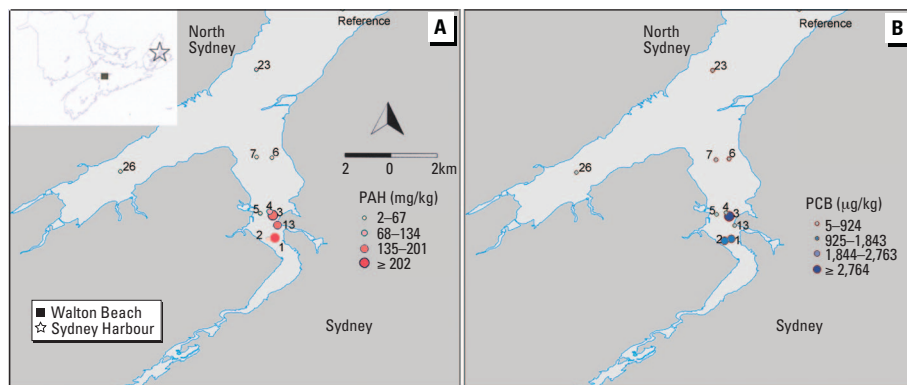 Reference
A
North
Sydney
23
7
6
26
2 0 2km
PAH (mg/kg)
2–67
68–134
135–201
≥ 202
5
4
3
13
2
1
Walton Beach
Sydney Harbour
Sydney
Reference
B
North
Sydney
23
7
6
26
PCB (µg/kg)
5–924
925–1,843
1,844–2,763
≥ 2,764
5
4
3
13
2
1
Sydney